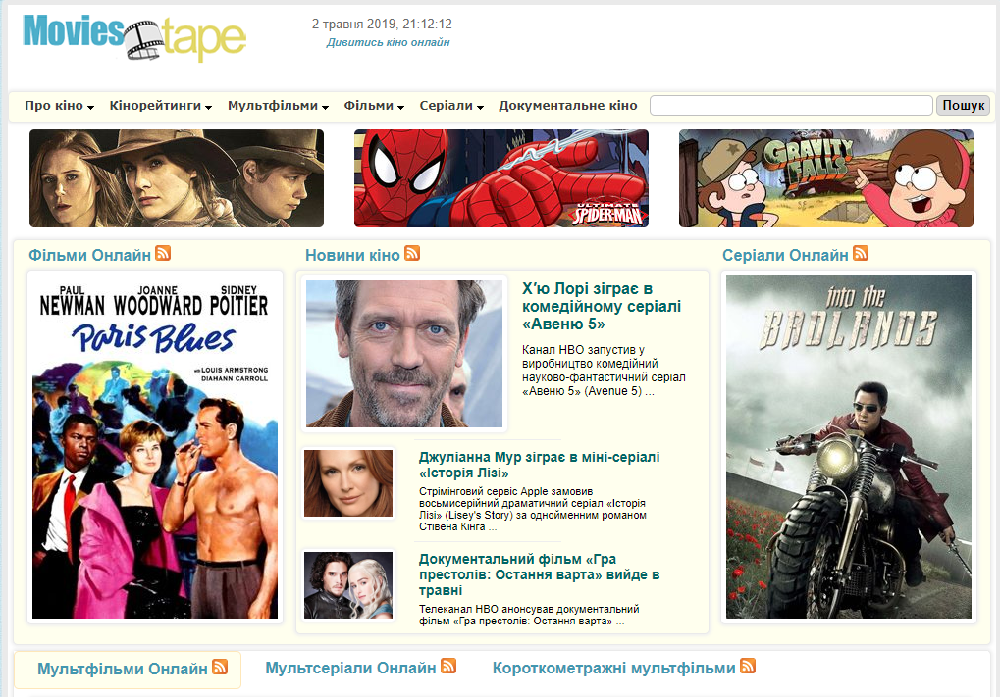 Movies tape
2 травня 2019, 21:12:12
Дивитись кіно онлайн
Про кіно Кінорейтинги Мультфільми Фільми Серіали Документальне кіно Пошук
ULTIMATE
SPIDER-MAN
Disney
GRAVITY
FALLS
Фільми Онлайн
PAUL JOANNE SIDNEY
NEWMAN WOODWARD POITIER
Paris Blues
with LOUIS ARMSTRONG
DIAHANN CARROLL
Новини кіно
Х'ю Лорі зіграє в
комедійному серіалі
«Авеню 5»
Канал HBO запустив у
виробництво комедійний
науково-фантастичний серіал
«Авеню 5» (Avenue 5) ...
Джуліанна Мур зіграє в міні-серіалі
«Історія Лізі»
Стрімінговий сервіс Apple замовив
восьмисерійний драматичний серіал «Історія
Лізі» (Lisey's Story) за однойменним романом
Стівена Кінга ...
Документальний фільм «Гра
престолів: Остання варта» вийде в
травні
Телеканал HBO анонсував документальний
фільм «Гра престолів: Остання варта» ...
Серіали Онлайн
into the
BADLANDS
Мультфільми Онлайн Мультсеріали Онлайн Короткометражні мультфільми